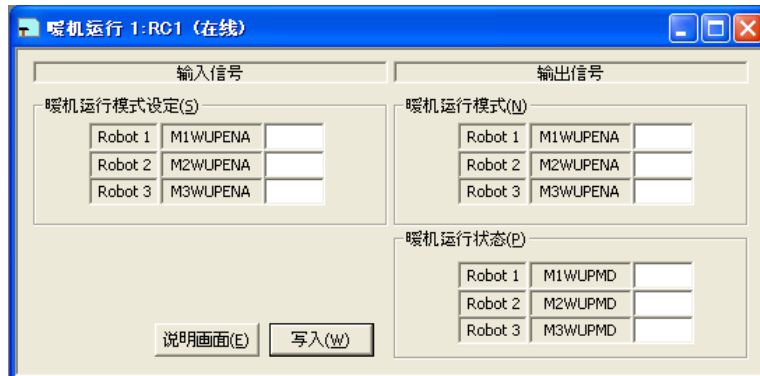 暖机运行 1:RC1 (在线)
输入信号
暖机运行模式设定(S)
Robot 1 M1WUPENA
Robot 2 M2WUPENA
Robot 3 M3WUPENA
说明画面(E) 写入(W)
输出信号
暖机运行模式(N)
Robot 1 M1WUPENA
Robot 2 M2WUPENA
Robot 3 M3WUPENA
暖机运行状态(P)
Robot 1 M1WUPMD
Robot 2 M2WUPMD
Robot 3 M3WUPMD